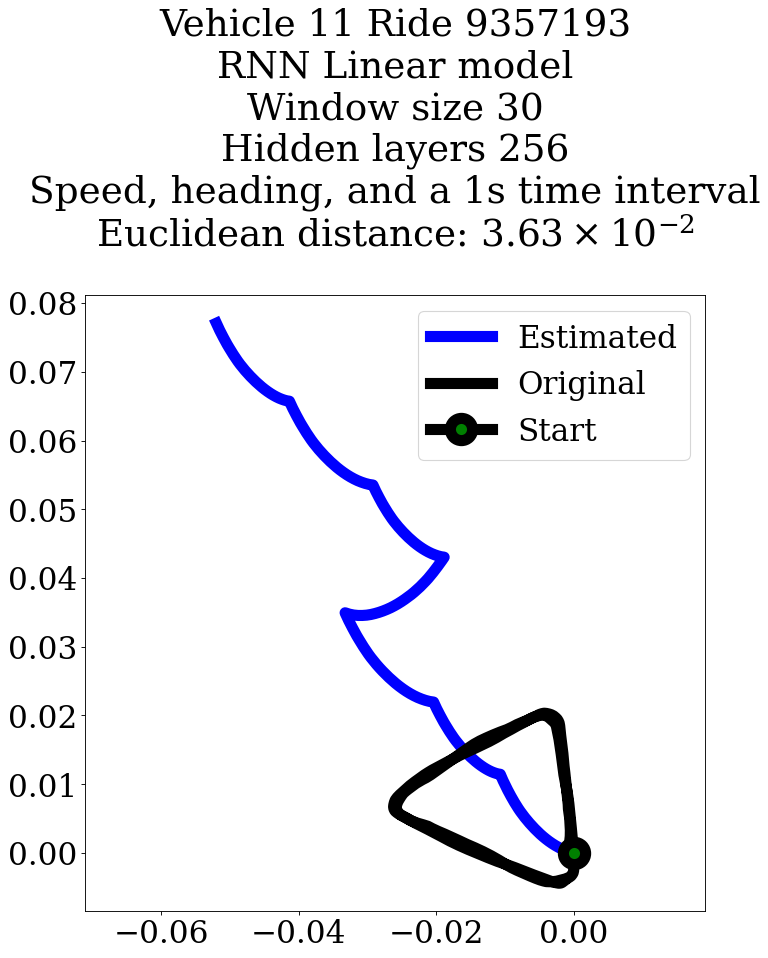 Vehicle 11 Ride 9357193
RNN Linear model
Window size 30
Hidden layers 256
Speed, heading, and a 1s time interval
Euclidean distance: 3.63 × 10⁻²
0.08
0.07
0.06
0.05
0.04
0.03
0.02
0.01
0.00
Estimated
Original
Start
−0.06 −0.04 −0.02 0.00